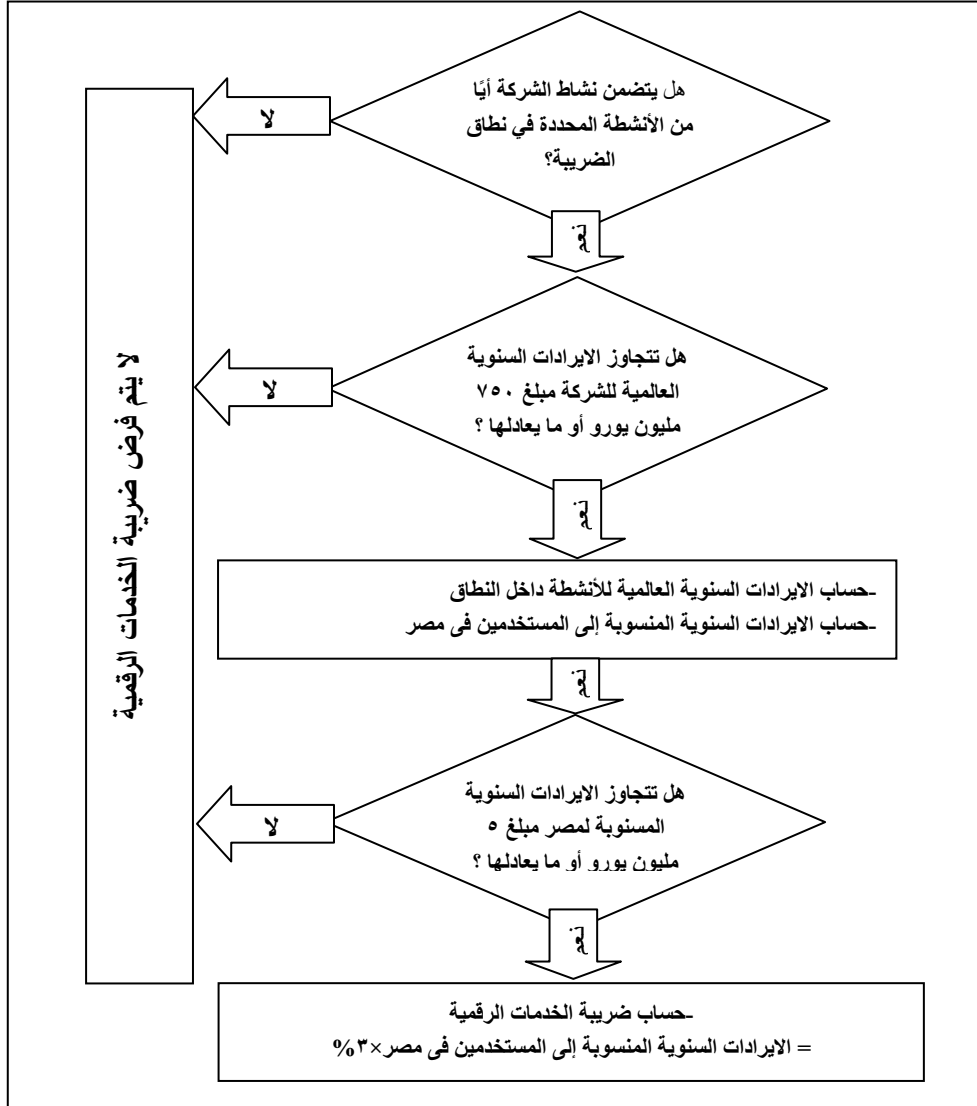 هل يتضمن نشاط الشركة أيًا
من الأنشطة المحددة في نطاق
الضريبة؟
لا
نعم
هل تتجاوز الايرادات السنوية
العالمية للشركة مبلغ ٧٥٠
مليون يورو أو ما يعادلها ؟
لا
نعم
-حساب الايرادات السنوية العالمية للأنشطة داخل النطاق
-حساب الايرادات السنوية المنسوبة إلى المستخدمين فى مصر
نعم
هل تتجاوز الايرادات السنوية
المسنوبة لمصر مبلغ ٥
مليون يورو أو ما يعادلها ؟
لا
نعم
-حساب ضريبة الخدمات الرقمية
= الايرادات السنوية المنسوبة إلى المستخدمين فى مصر×٣%
لا يتم فرض ضريبة الخدمات الرقمية